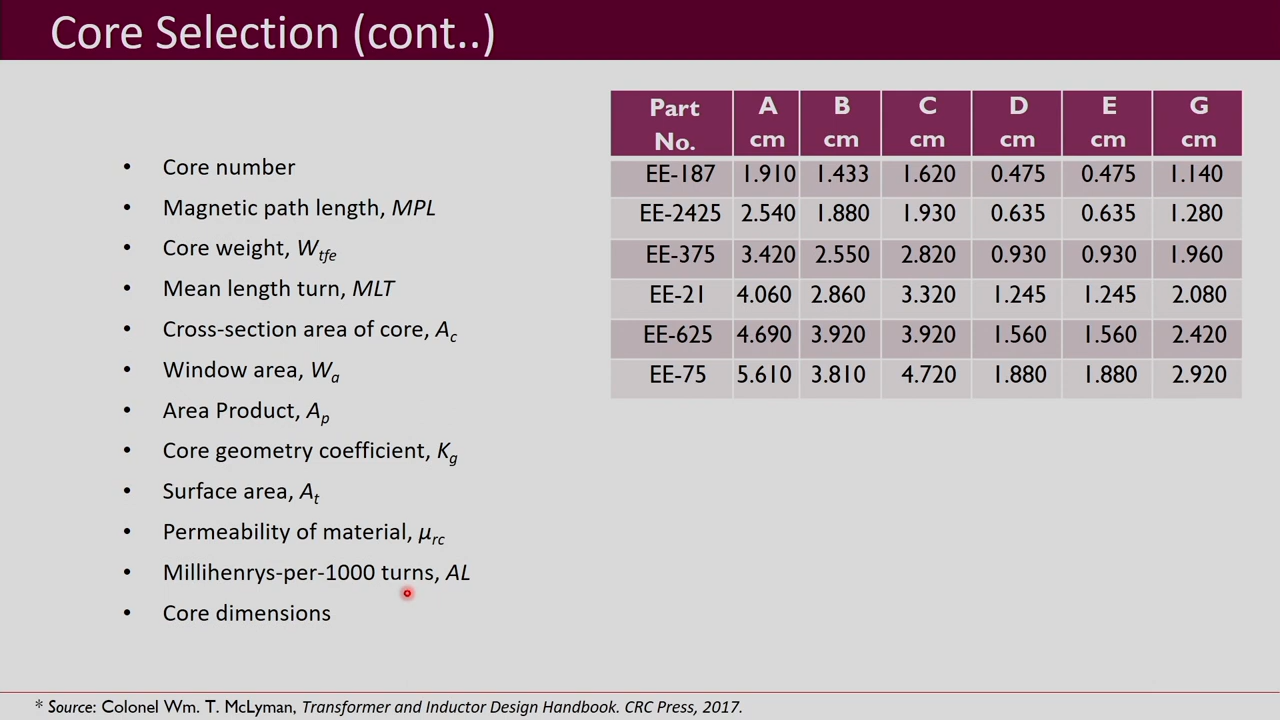 Core Selection (cont..)
• Core number
• Magnetic path length, MPL
• Core weight, Wtfe
• Mean length turn, MLT
• Cross-section area of core, Ac
• Window area, Wa
• Area Product, Ap
• Core geometry coefficient, Kg
• Surface area, At
• Permeability of material, μrc
• Millihenrys-per-1000 turns, AL
• Core dimensions
Part No. A cm B cm C cm D cm E cm G cm
EE-187 1.910 1.433 1.620 0.475 0.475 1.140
EE-2425 2.540 1.880 1.930 0.635 0.635 1.280
EE-375 3.420 2.550 2.820 0.930 0.930 1.960
EE-21 4.060 2.860 3.320 1.245 1.245 2.080
EE-625 4.690 3.920 3.920 1.560 1.560 2.420
EE-75 5.610 3.810 4.720 1.880 1.880 2.920
* Source: Colonel Wm. T. McLyman, Transformer and Inductor Design Handbook. CRC Press, 2017.